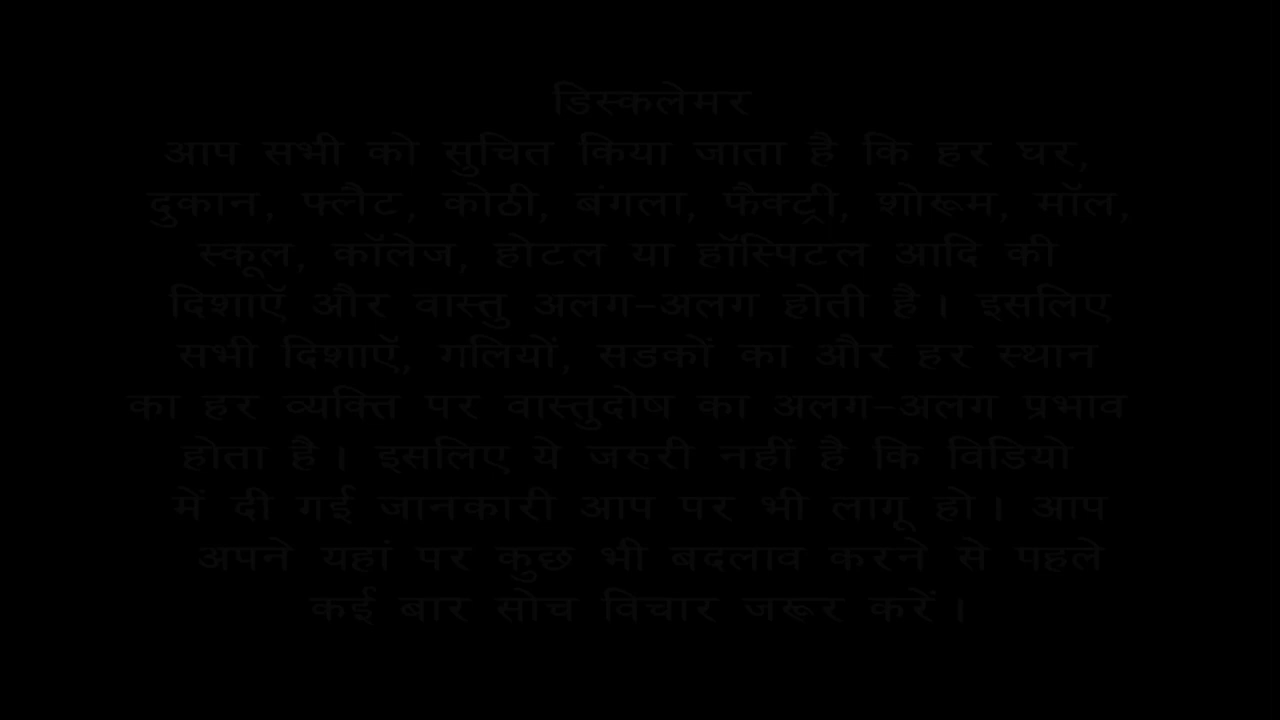 डिस्कलेमर
आप सभी को सुचित किया जाता है कि हर घर,
दुकान, फ्लैट, कोठी, बंगला, फैक्ट्री, शोरूम, मॉल,
स्कूल, कॉलेज, होटल या हॉस्पिटल आदि की
दिशाएँ और वास्तु अलग–अलग होती है। इसलिए
सभी दिशाएँ, गलियों, सडकों का और हर स्थान
का हर व्यक्ति पर वास्तुदोष का अलग–अलग प्रभाव
होता है। इसलिए ये जरुरी नहीं है कि विडियो
में दी गई जानकारी आप पर भी लागू हो। आप
अपने यहां पर कुछ भी बदलाव करने से पहले
कई बार सोच विचार जरूर करें।